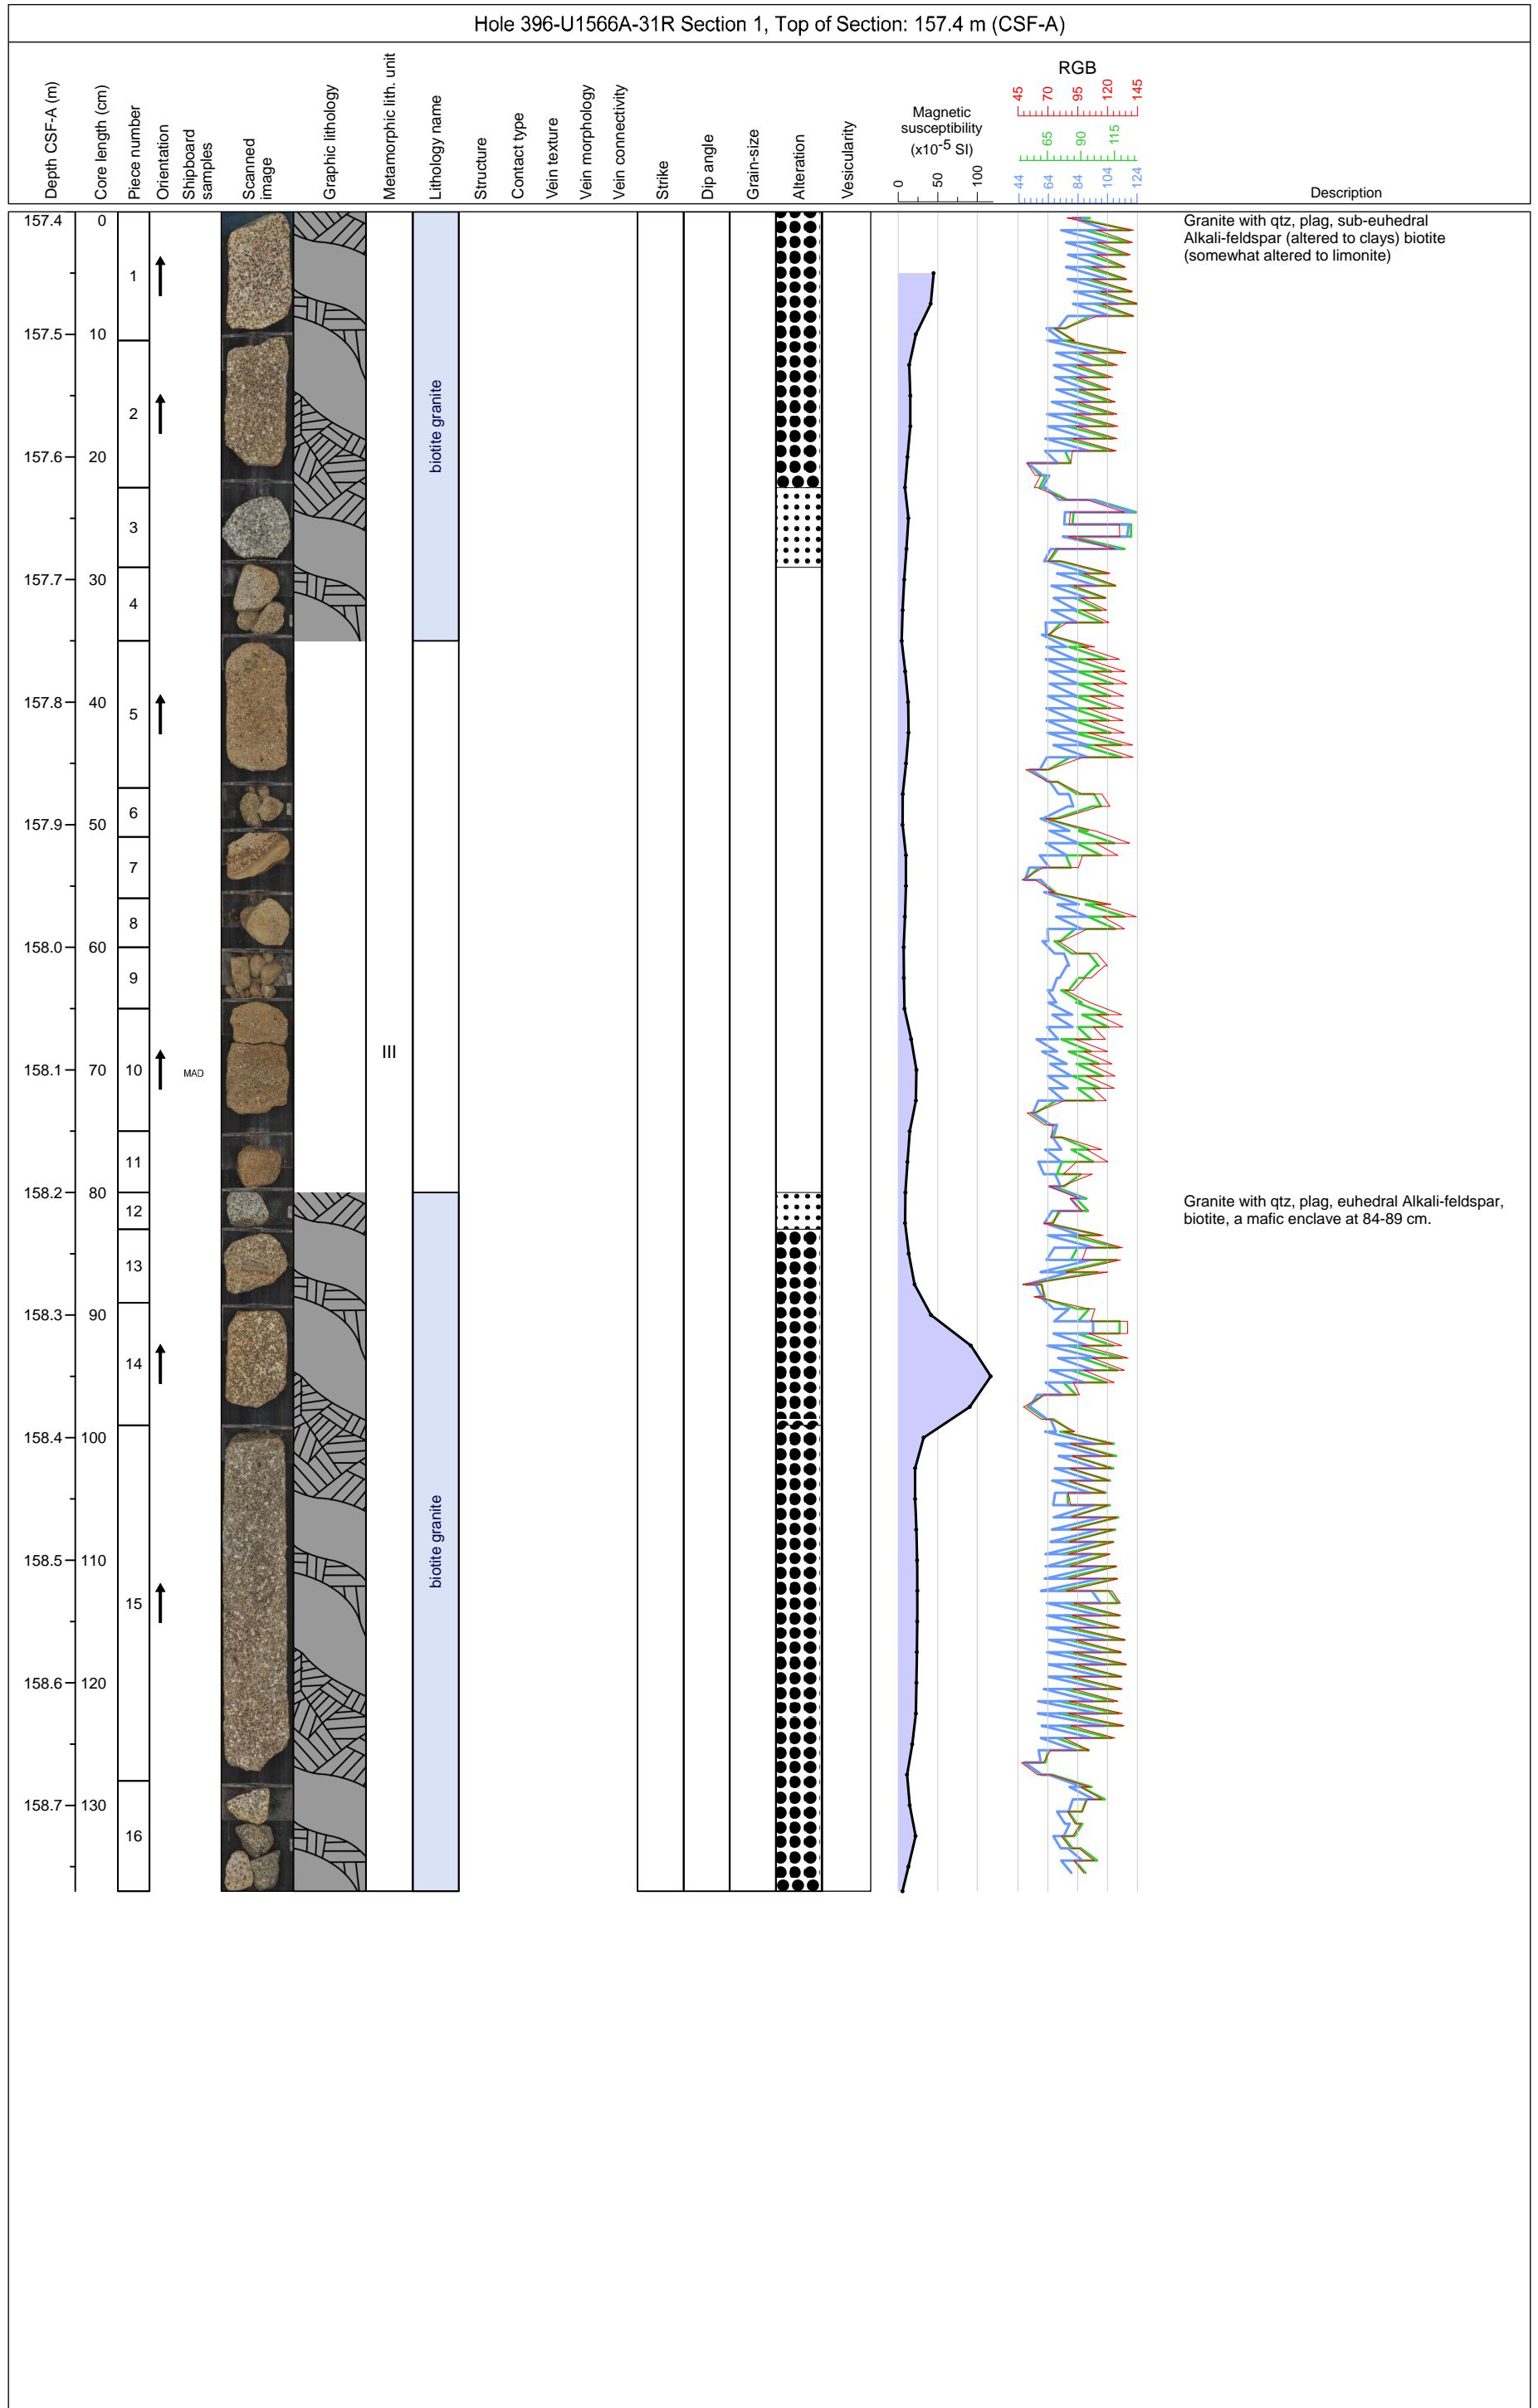 Hole 396-U1566A-31R Section 1, Top of Section: 157.4 m (CSF-A)
Depth CSF-A (m)
Core length (cm)
Piece number
Orientation
Shipboard
samples
Scanned
image
Graphic lithology
Metamorphic lith. unit
Lithology name
Structure
Contact type
Vein texture
Vein morphology
Vein connectivity
Strike
Dip angle
Grain-size
Alteration
Vesicularity
Magnetic
susceptibility
(x10-5 SI)
0 50 100
RGB
45 70 95 120 145
65 90 115
44 64 84 104 124
Description
157.4 0
Granite with qtz, plag, sub-euhedral
Alkali-feldspar (altered to clays) biotite
(somewhat altered to limonite)
1
157.5 10
2
biotite granite
157.6 20
3
157.7 30
4
157.8 40
5
6
157.9 50
7
8
158.0 60
9
III
158.1 70
10
MAD
11
158.2 80
Granite with qtz, plag, euhedral Alkali-feldspar,
biotite, a mafic enclave at 84-89 cm.
12
13
158.3 90
14
158.4 100
biotite granite
158.5 110
15
158.6 120
158.7 130
16